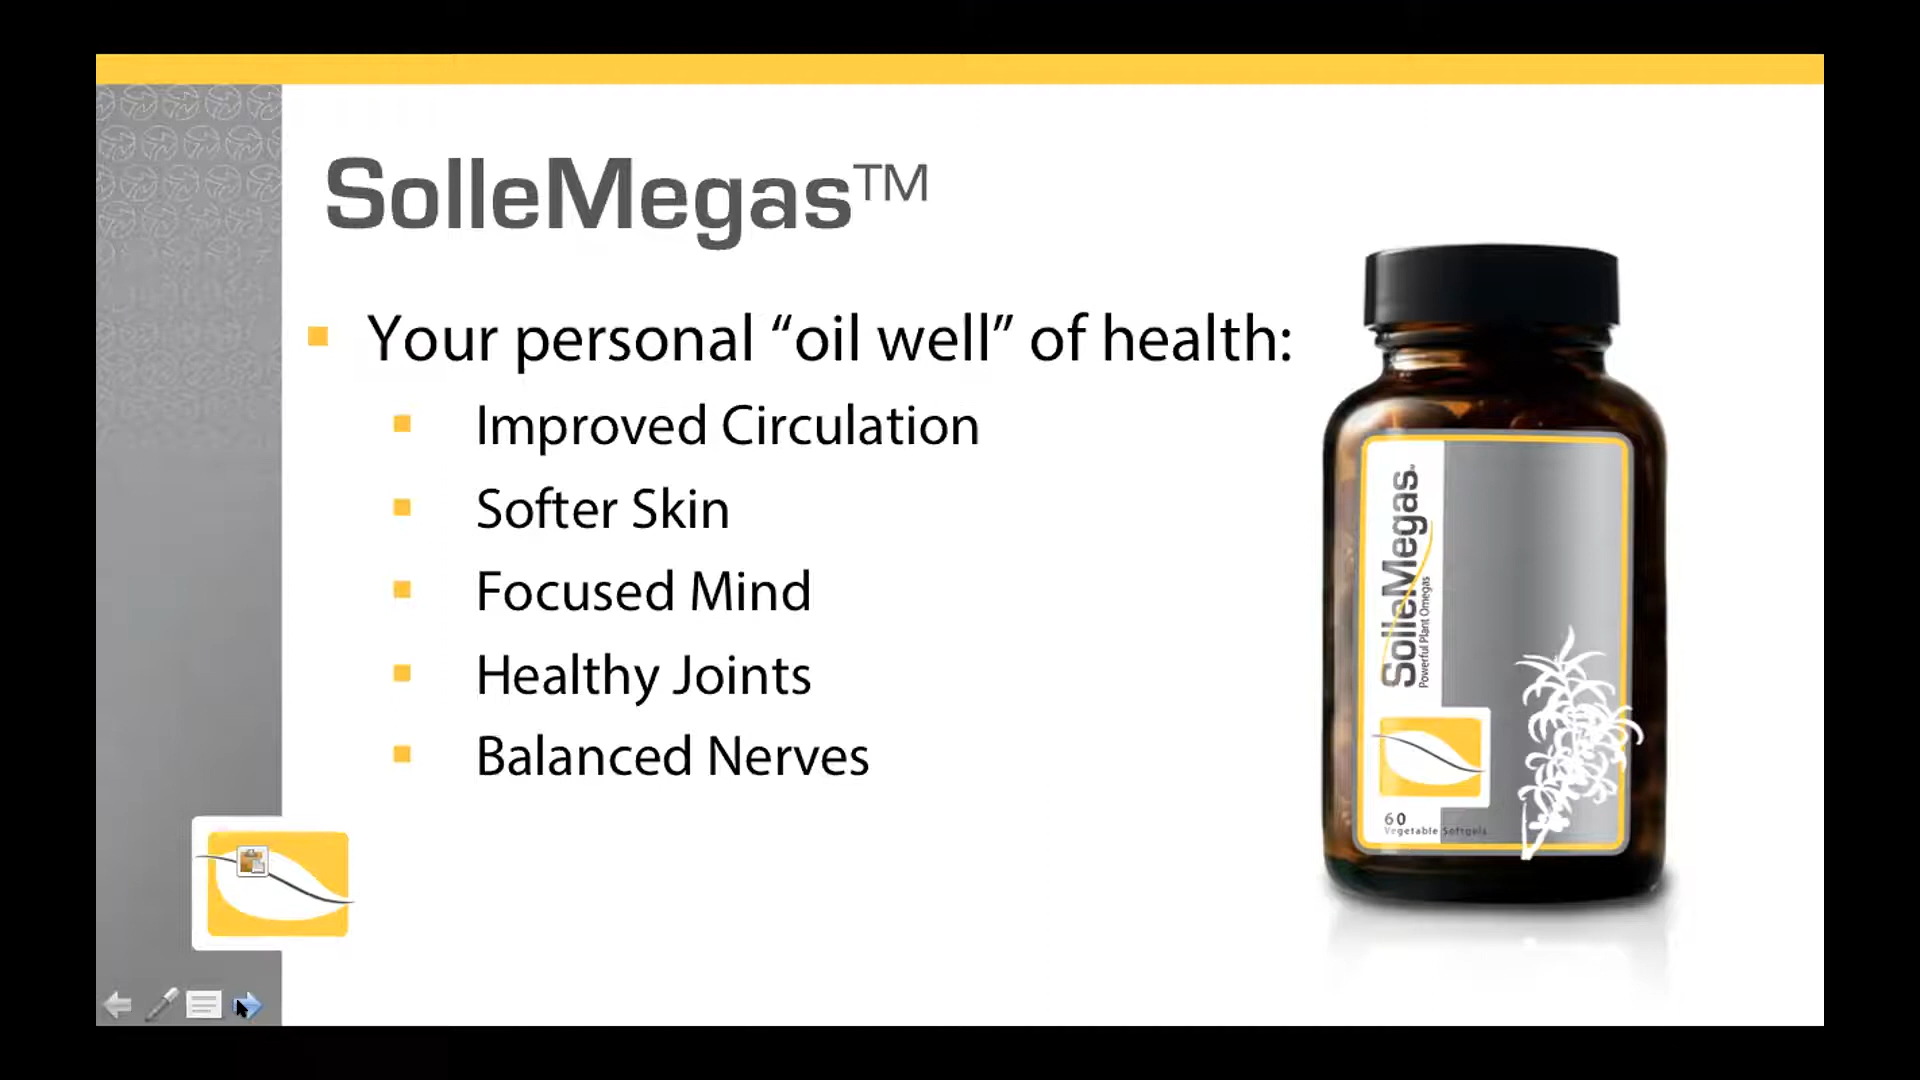 SolleMegas™
Your personal “oil well” of health:
Improved Circulation
Softer Skin
Focused Mind
Healthy Joints
Balanced Nerves
SolleMegas™
Powerful Plant Omegas
60
Vegetable Softgels